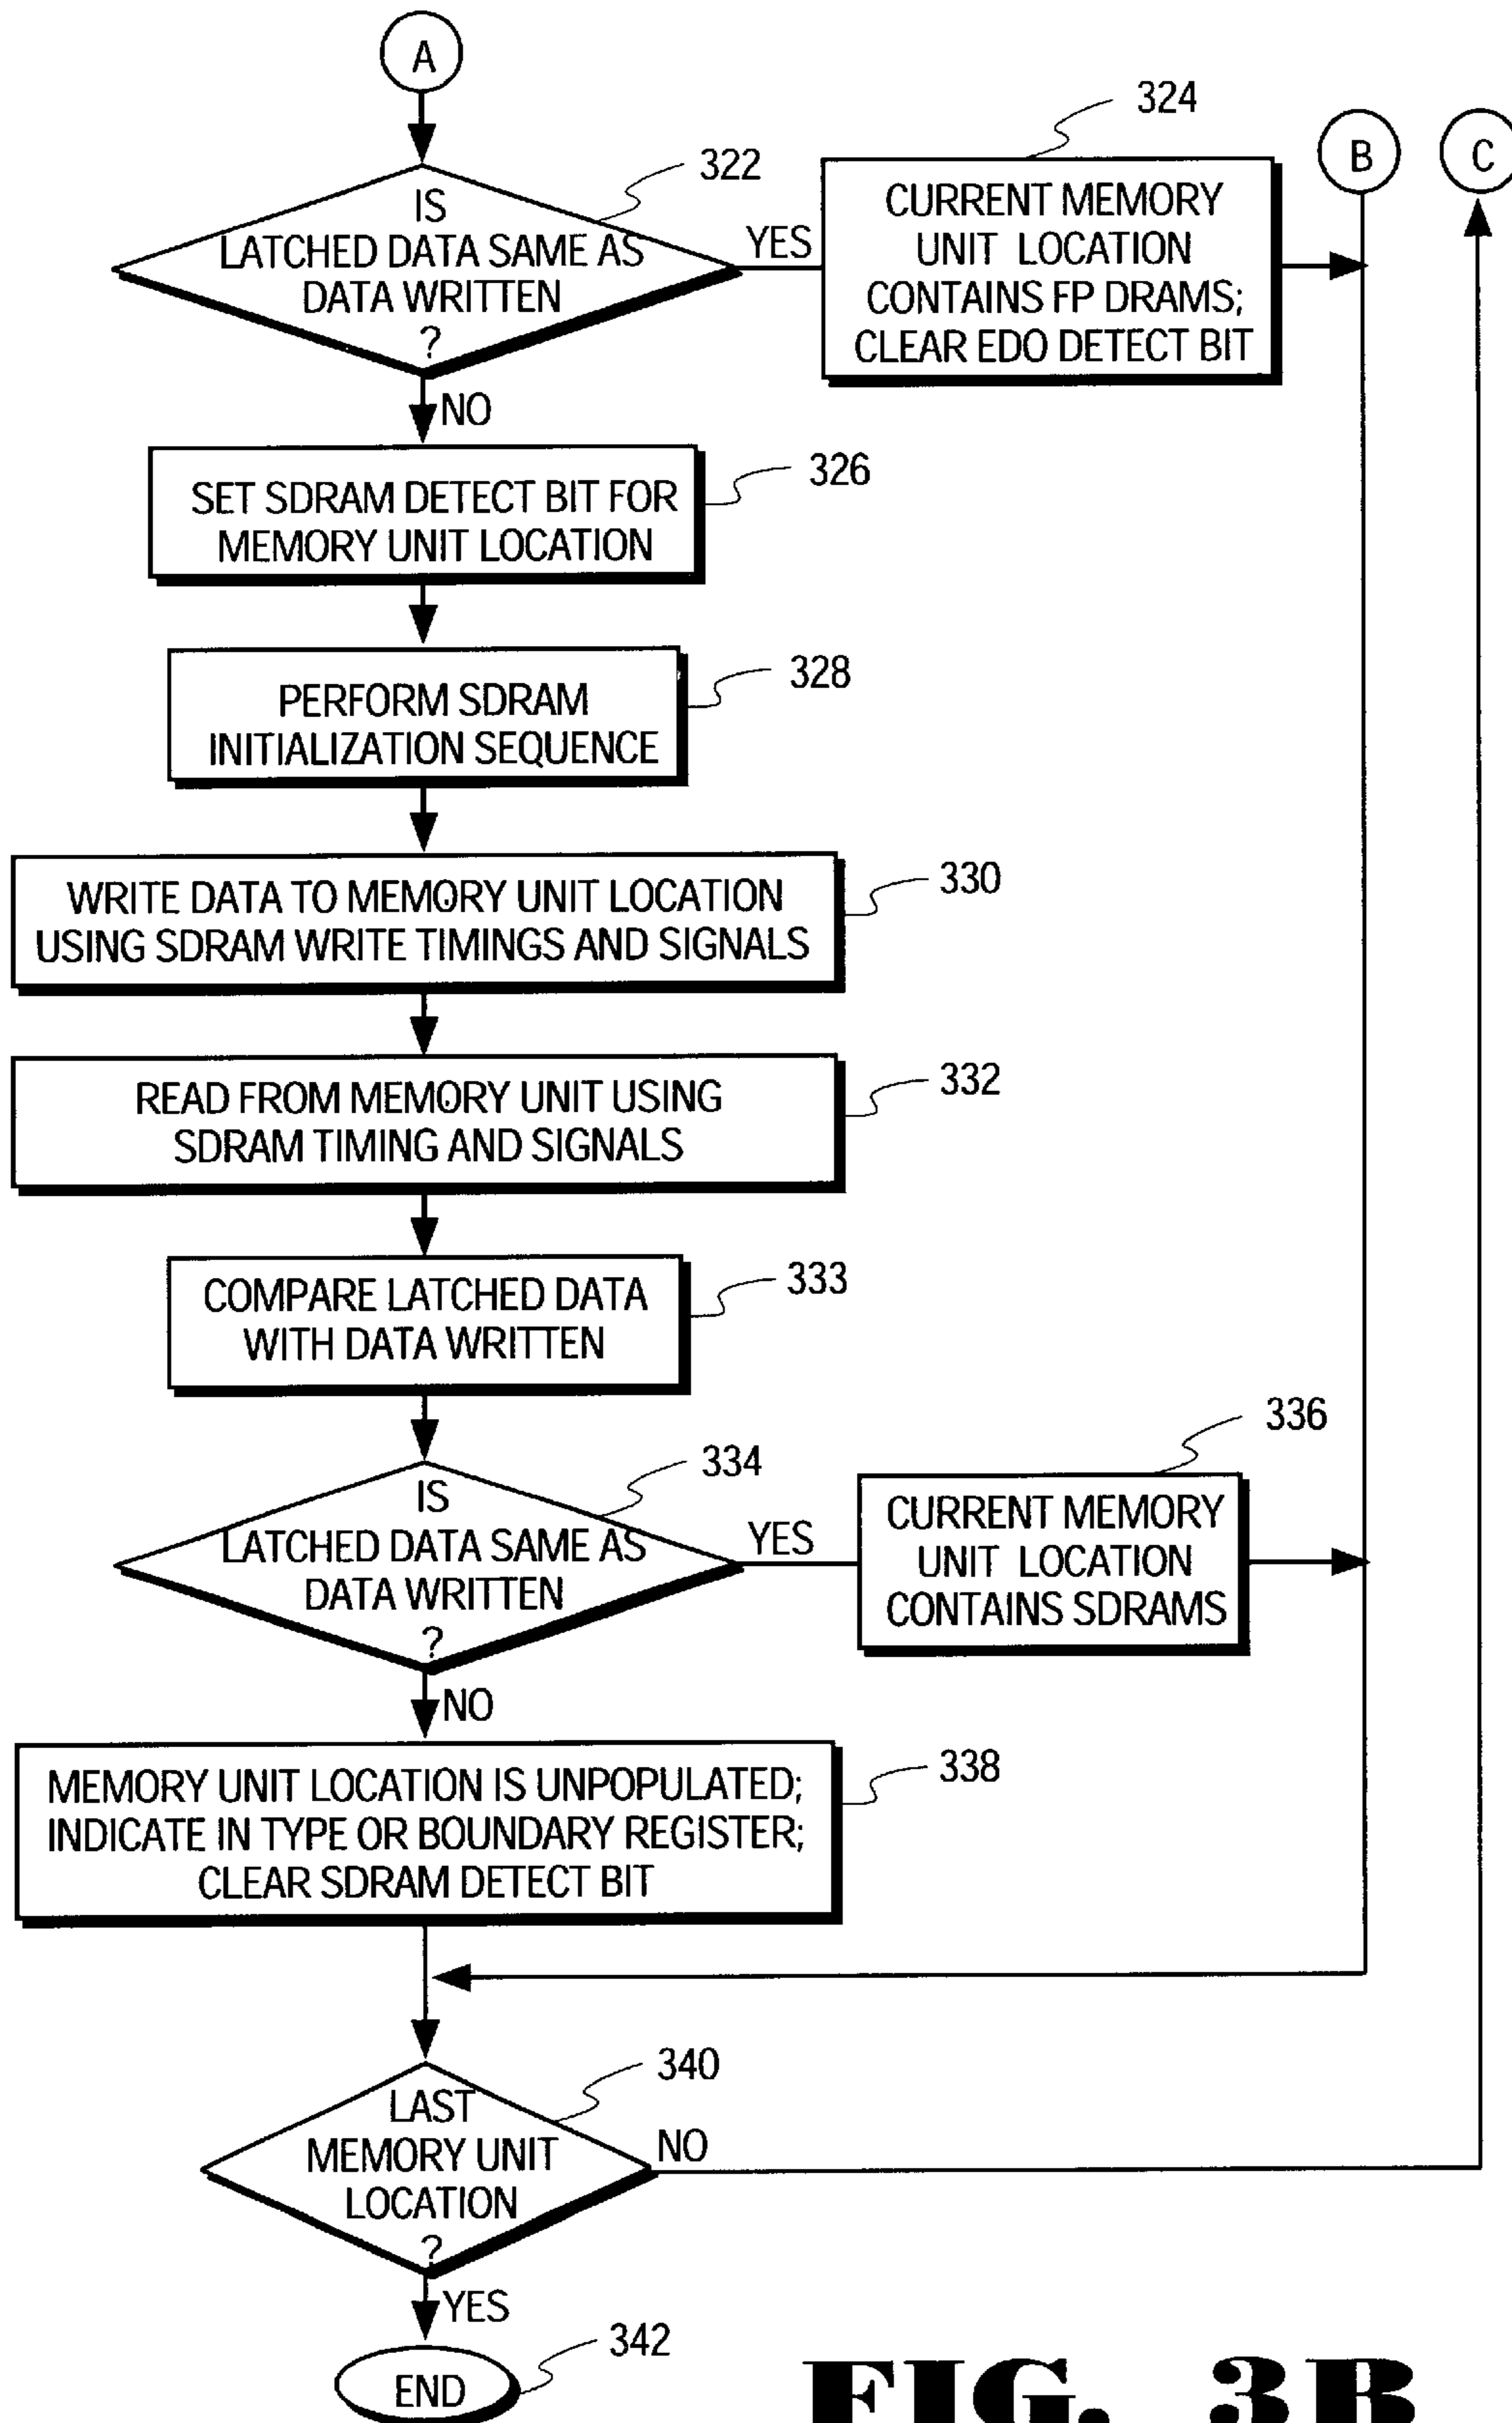 A
322
IS
LATCHED DATA SAME AS
DATA WRITTEN
?
YES
324
CURRENT MEMORY
UNIT LOCATION
CONTAINS FP DRAMS;
CLEAR EDO DETECT BIT
B
C
NO
326
SET SDRAM DETECT BIT FOR
MEMORY UNIT LOCATION
328
PERFORM SDRAM
INITIALIZATION SEQUENCE
330
WRITE DATA TO MEMORY UNIT LOCATION
USING SDRAM WRITE TIMINGS AND SIGNALS
332
READ FROM MEMORY UNIT USING
SDRAM TIMING AND SIGNALS
333
COMPARE LATCHED DATA
WITH DATA WRITTEN
334
IS
LATCHED DATA SAME AS
DATA WRITTEN
?
YES
336
CURRENT MEMORY
UNIT LOCATION
CONTAINS SDRAMS
NO
338
MEMORY UNIT LOCATION IS UNPOPULATED;
INDICATE IN TYPE OR BOUNDARY REGISTER;
CLEAR SDRAM DETECT BIT
340
LAST
MEMORY UNIT
LOCATION
?
NO
YES
342
END
FIG. 3B